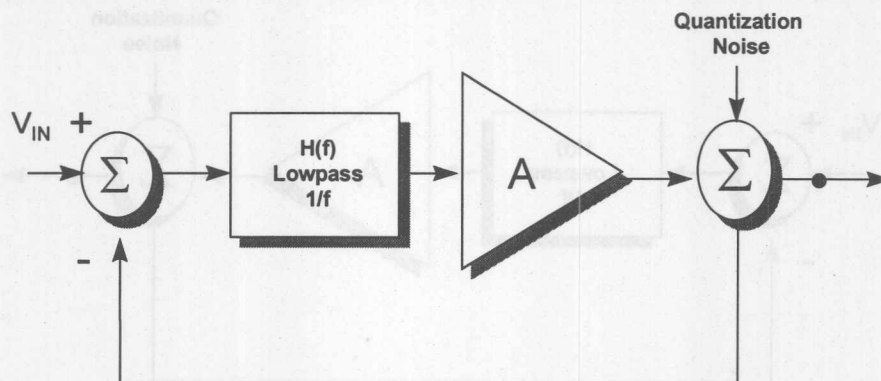 Quantization
Noise
V_IN +
Σ
H(f)
Lowpass
1/f
A
Σ
-